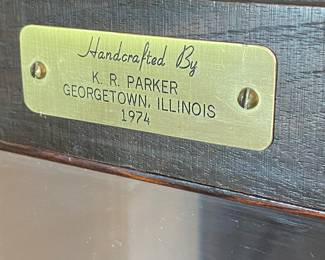 Handcrafted By
K. R. PARKER
GEORGETOWN, ILLINOIS
1974